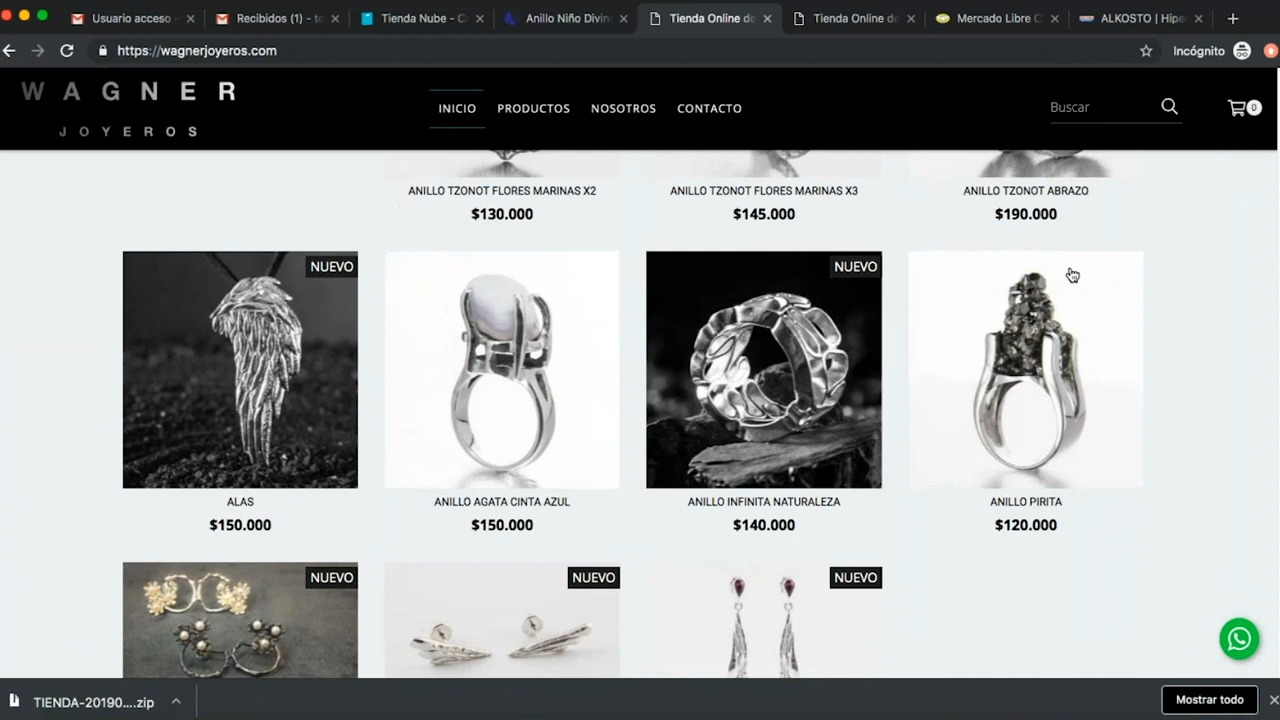 Usuario acceso
Recibidos (1) - to
Tienda Nube - C
Anillo Niño Divin
Tienda Online de
Tienda Online de
Mercado Libre C
ALKOSTO | Hipe
https://wagnerjoyeros.com
Incógnito
WAGNER
JOYEROS
INICIO
PRODUCTOS
NOSOTROS
CONTACTO
Buscar
0
ANILLO TZONOT FLORES MARINAS X2
$130.000
ANILLO TZONOT FLORES MARINAS X3
$145.000
ANILLO TZONOT ABRAZO
$190.000
NUEVO
NUEVO
ALAS
$150.000
ANILLO AGATA CINTA AZUL
$150.000
ANILLO INFINITA NATURALEZA
$140.000
ANILLO PIRITA
$120.000
NUEVO
NUEVO
NUEVO
TIENDA-20190....zip
Mostrar todo